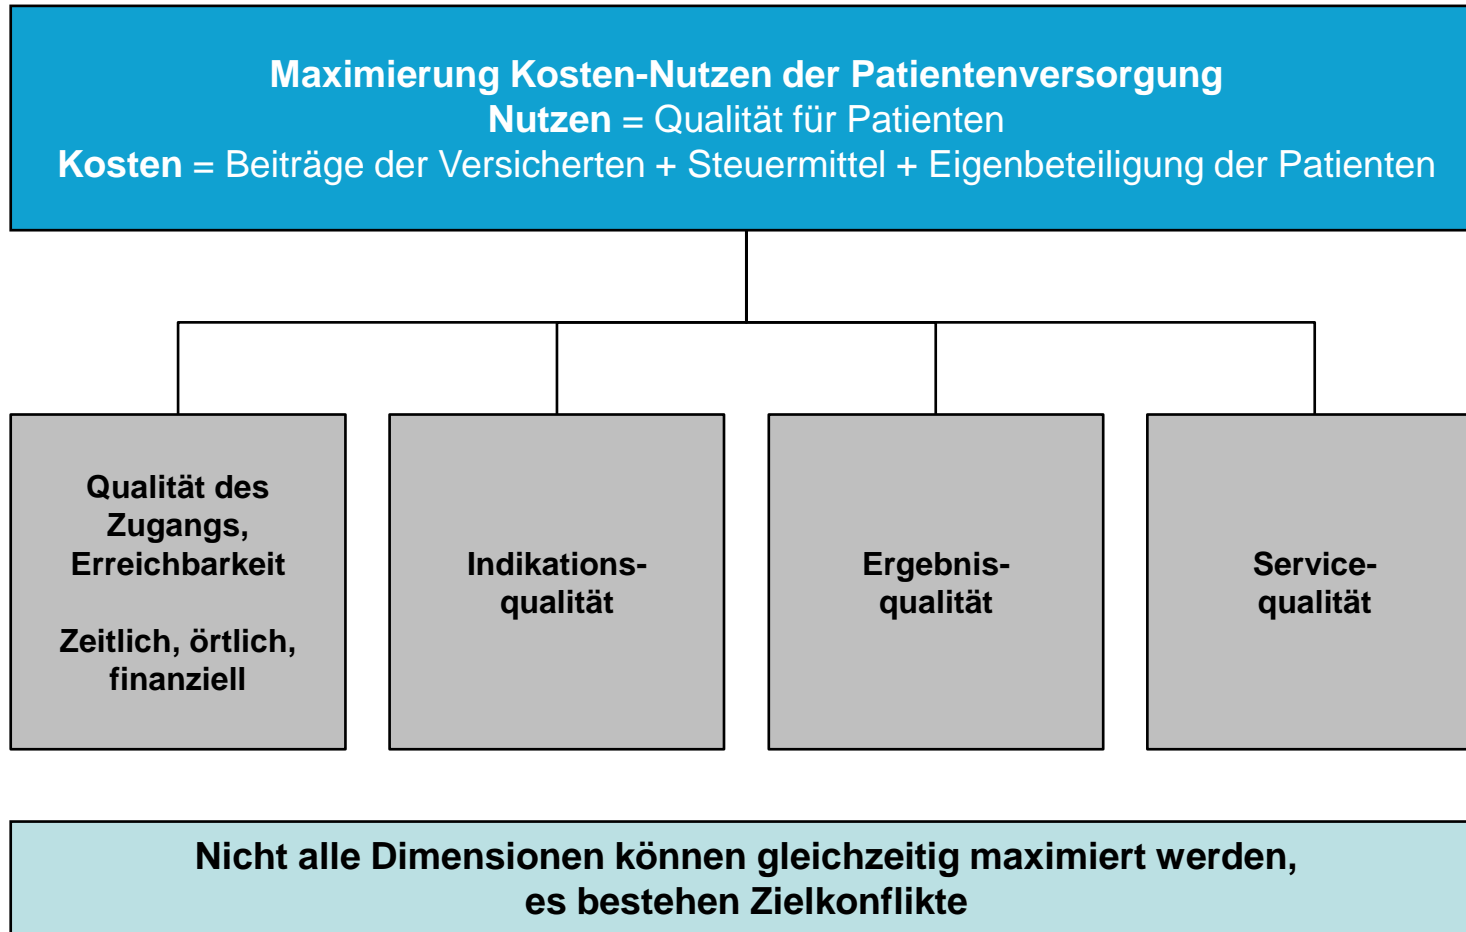 Maximierung Kosten-Nutzen der Patientenversorgung
Nutzen = Qualität für Patienten
Kosten = Beiträge der Versicherten + Steuermittel + Eigenbeteiligung der Patienten
Qualität des
Zugangs,
Erreichbarkeit
Zeitlich, örtlich,
finanziell
Indikations-
qualität
Ergebnis-
qualität
Service-
qualität
Nicht alle Dimensionen können gleichzeitig maximiert werden,
es bestehen Zielkonflikte